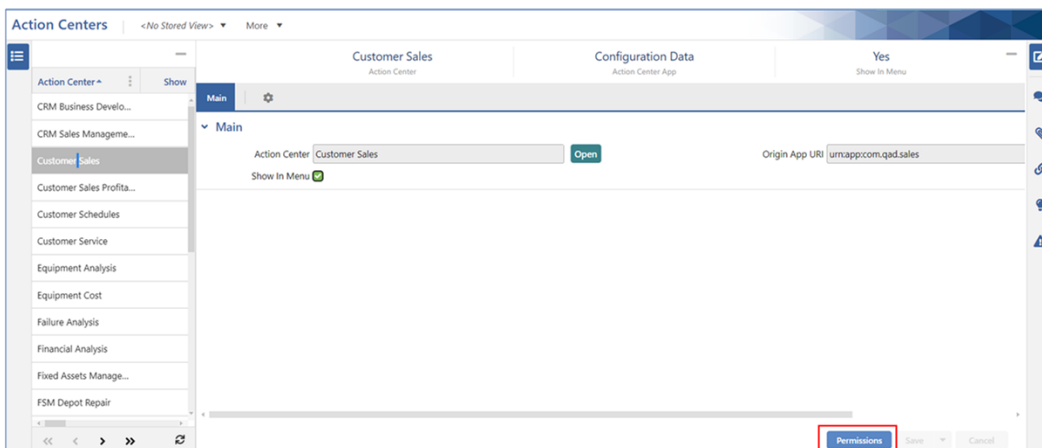 Action Centers <No Stored View> More
Customer Sales Configuration Data Yes
Action Center Action Center App Show In Menu
Action Center Show
Main
CRM Business Develo...
CRM Sales Manageme...
Customer Sales
Customer Sales Profita...
Customer Schedules
Customer Service
Equipment Analysis
Equipment Cost
Failure Analysis
Financial Analysis
Fixed Assets Manage...
FSM Depot Repair
Main
Action Center Customer Sales Open Origin App URI urn:app:com.qad.sales
Show In Menu
Permissions Save Cancel